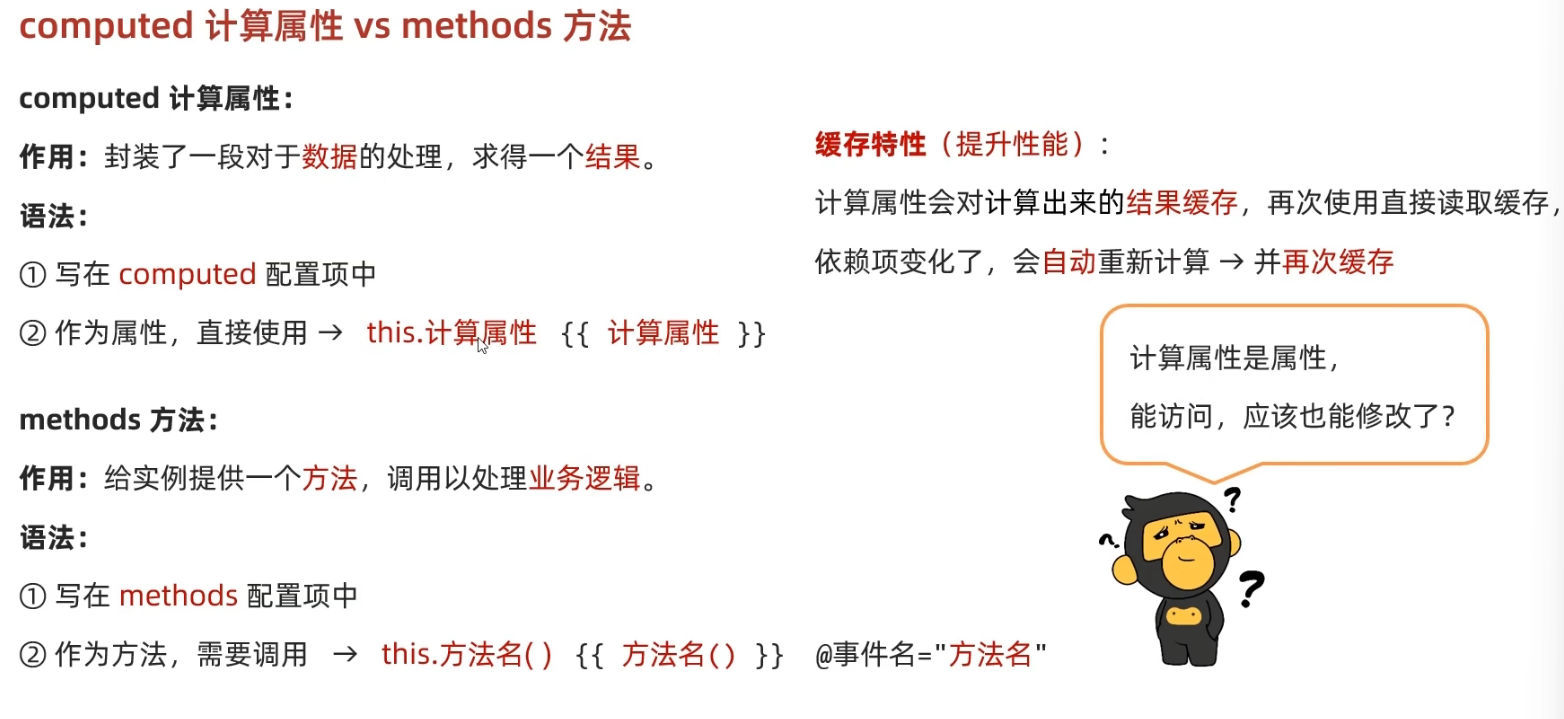 computed 计算属性 vs methods 方法
computed 计算属性：
作用：封装了一段对于数据的处理，求得一个结果。
语法：
① 写在 computed 配置项中
② 作为属性，直接使用 → this.计算属性 {{ 计算属性 }}
methods 方法：
作用：给实例提供一个方法，调用以处理业务逻辑。
语法：
① 写在 methods 配置项中
② 作为方法，需要调用 → this.方法名( ) {{ 方法名() }} @事件名="方法名"
缓存特性（提升性能）:
计算属性会对计算出来的结果缓存，再次使用直接读取缓存，
依赖项变化了，会自动重新计算 → 并再次缓存
计算属性是属性，
能访问，应该也能修改了？
?
?
?